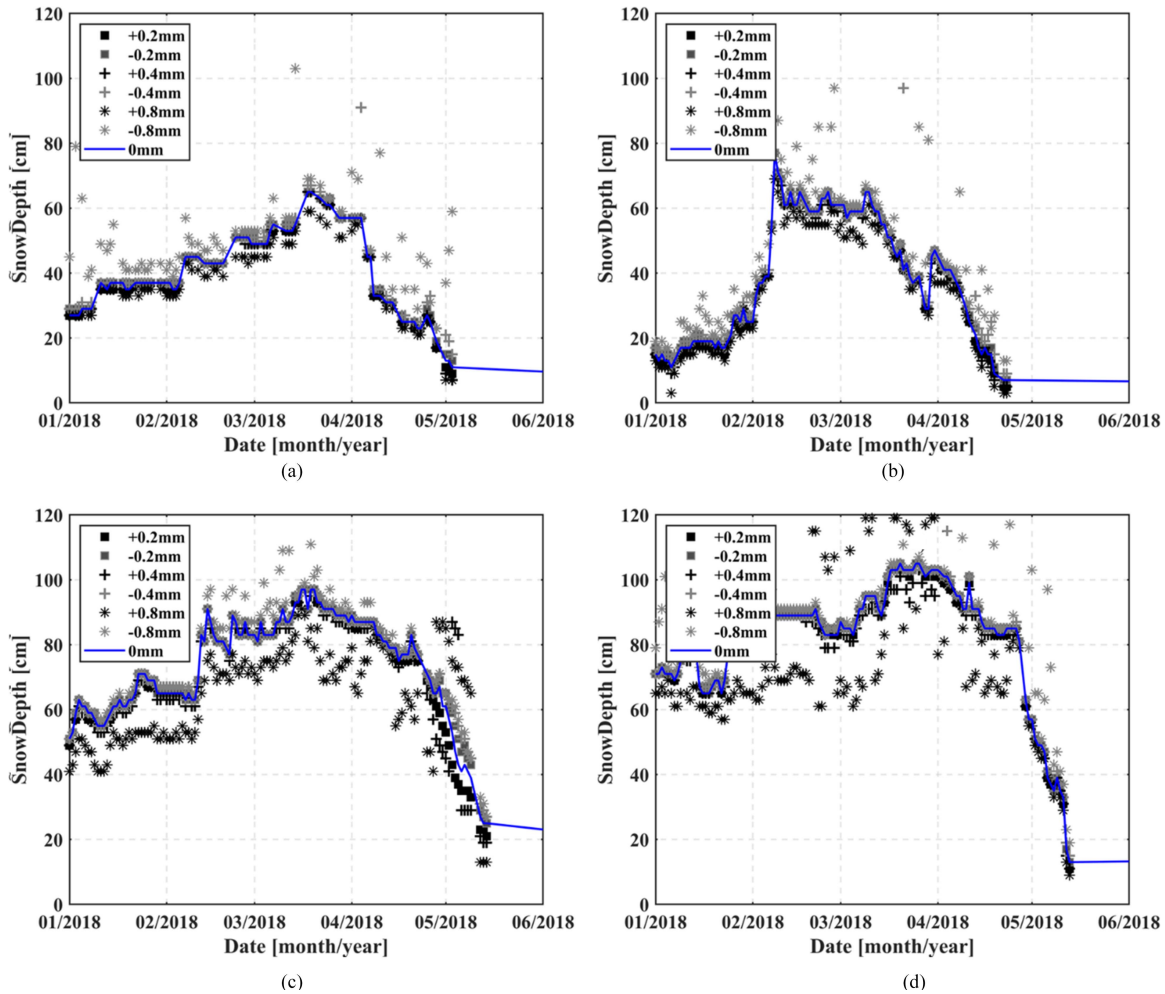 120
100
80
60
40
20
0
SnowDepth [cm]
+0.2mm
-0.2mm
+0.4mm
-0.4mm
+0.8mm
-0.8mm
0mm
01/2018 02/2018 03/2018 04/2018 05/2018 06/2018
Date [month/year]
(a)
120
100
80
60
40
20
0
SnowDepth [cm]
+0.2mm
-0.2mm
+0.4mm
-0.4mm
+0.8mm
-0.8mm
0mm
01/2018 02/2018 03/2018 04/2018 05/2018 06/2018
Date [month/year]
(b)
120
100
80
60
40
20
0
SnowDepth [cm]
+0.2mm
-0.2mm
+0.4mm
-0.4mm
+0.8mm
-0.8mm
0mm
01/2018 02/2018 03/2018 04/2018 05/2018 06/2018
Date [month/year]
(c)
120
100
80
60
40
20
0
SnowDepth [cm]
+0.2mm
-0.2mm
+0.4mm
-0.4mm
+0.8mm
-0.8mm
0mm
01/2018 02/2018 03/2018 04/2018 05/2018 06/2018
Date [month/year]
(d)